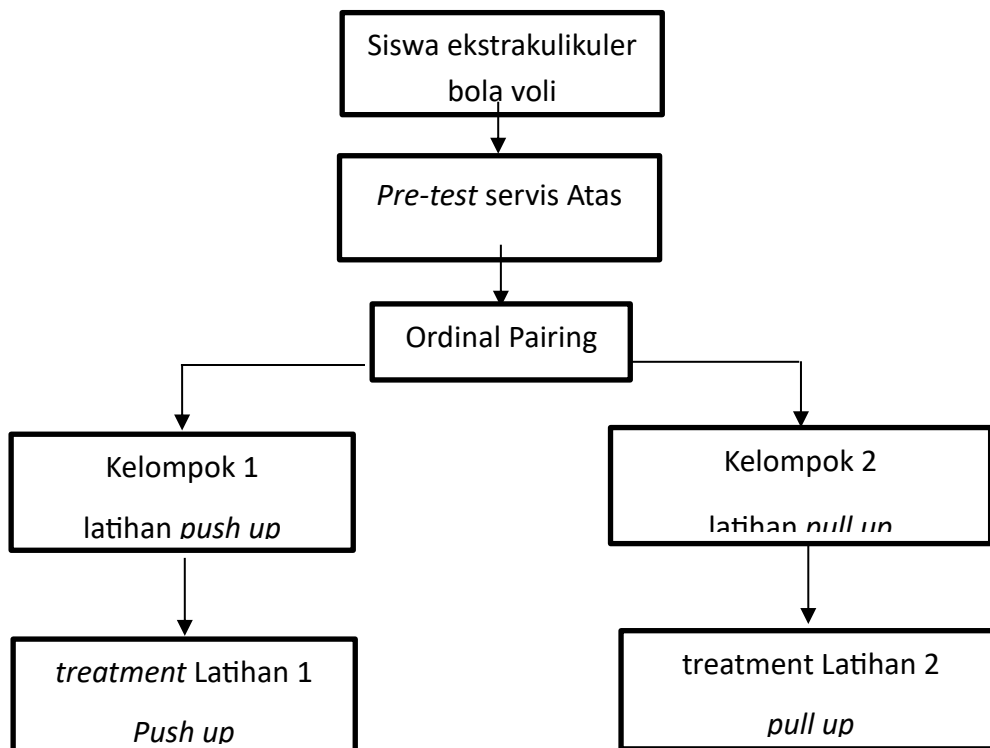 Siswa ekstrakulikuler
bola voli
Pre-test servis Atas
Ordinal Pairing
Kelompok 1
latihan push up
Kelompok 2
latihan pull up
treatment Latihan 1
Push up
treatment Latihan 2
pull up